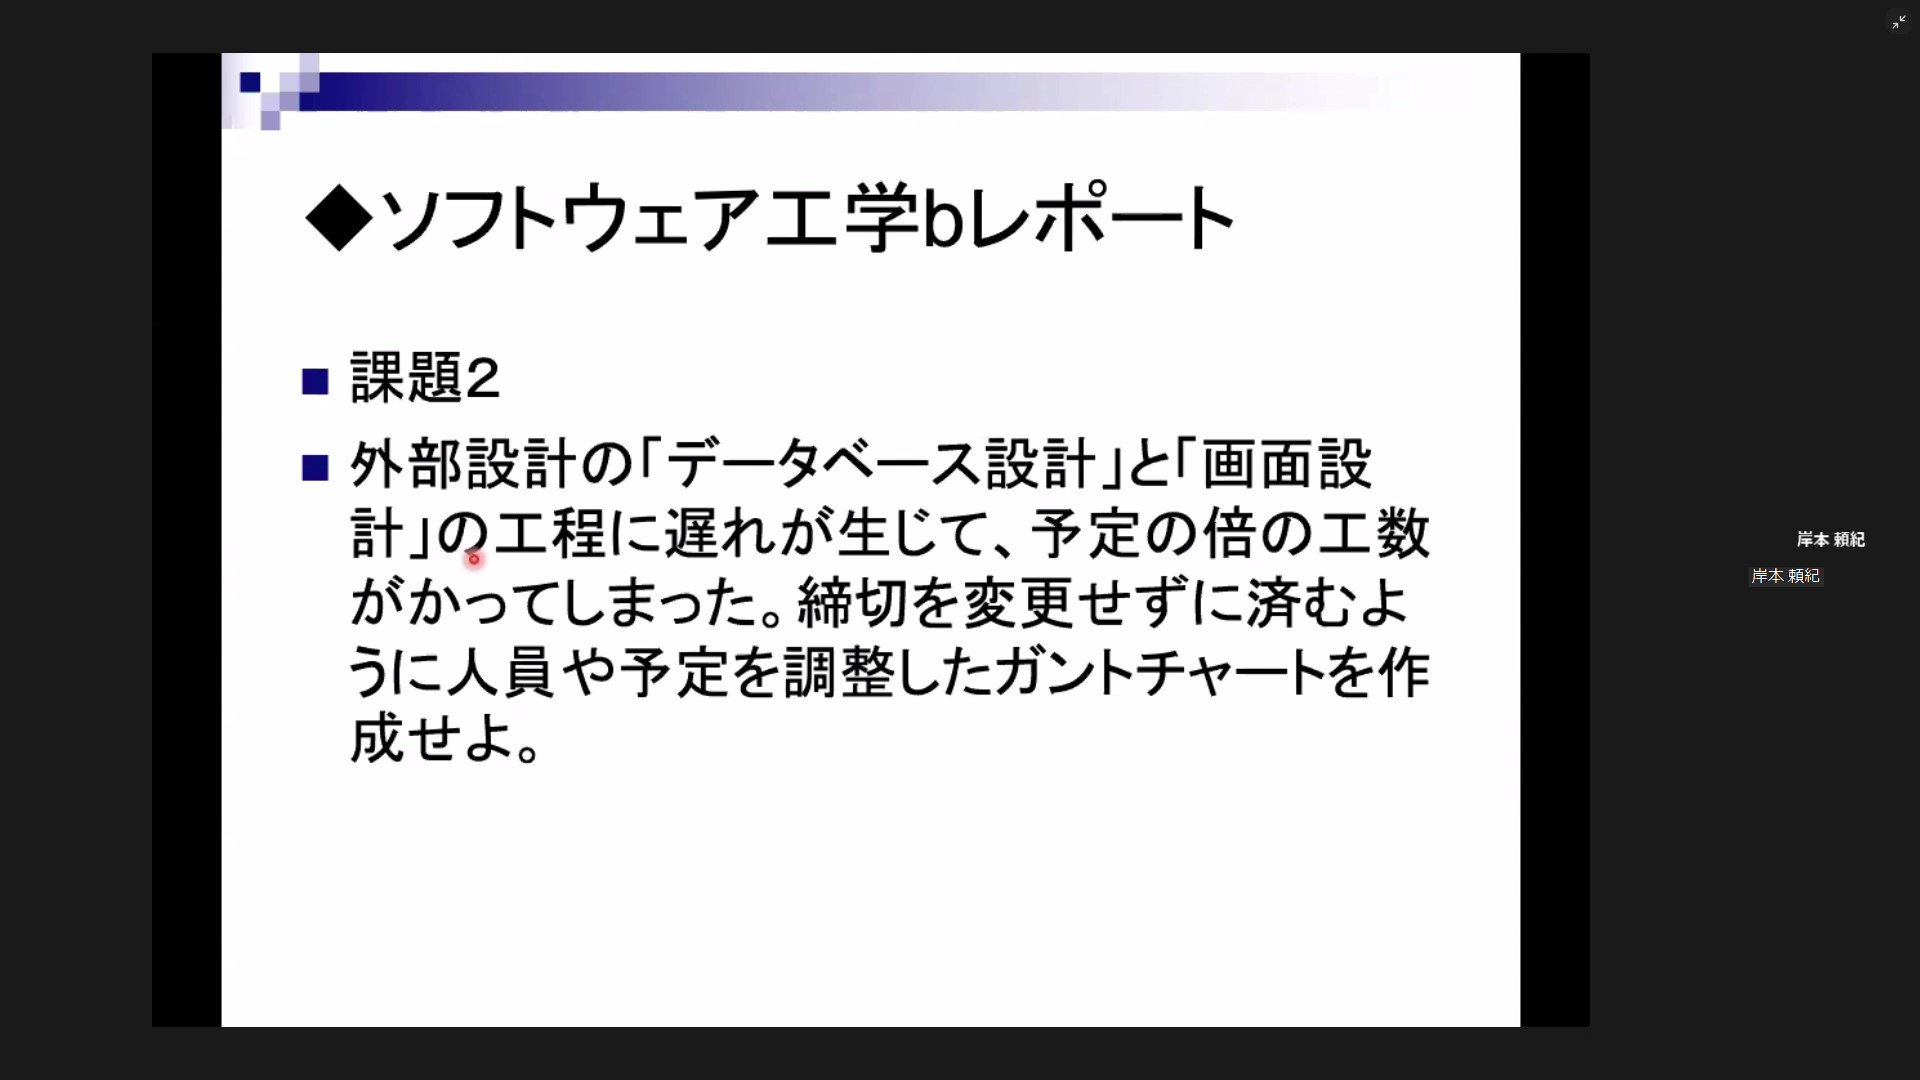 ◆ソフトウェア工学bレポート
■ 課題２
■ 外部設計の「データベース設計」と「画面設
計」の工程に遅れが生じて、予定の倍の工数
がかってしまった。締切を変更せずに済むよ
うに人員や予定を調整したガントチャートを作
成せよ。
岸本 頼紀
岸本 頼紀